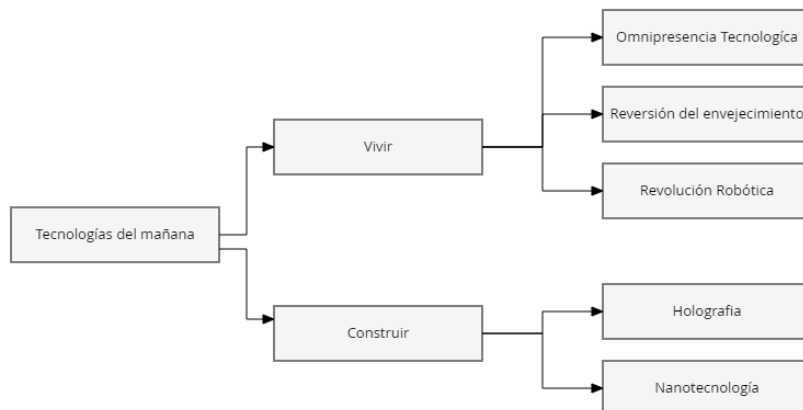 Omnipresencia Tecnologíca
Reversión del envejecimiento
Vivir
Revolución Robótica
Tecnologías del mañana
Holografia
Construir
Nanotecnología